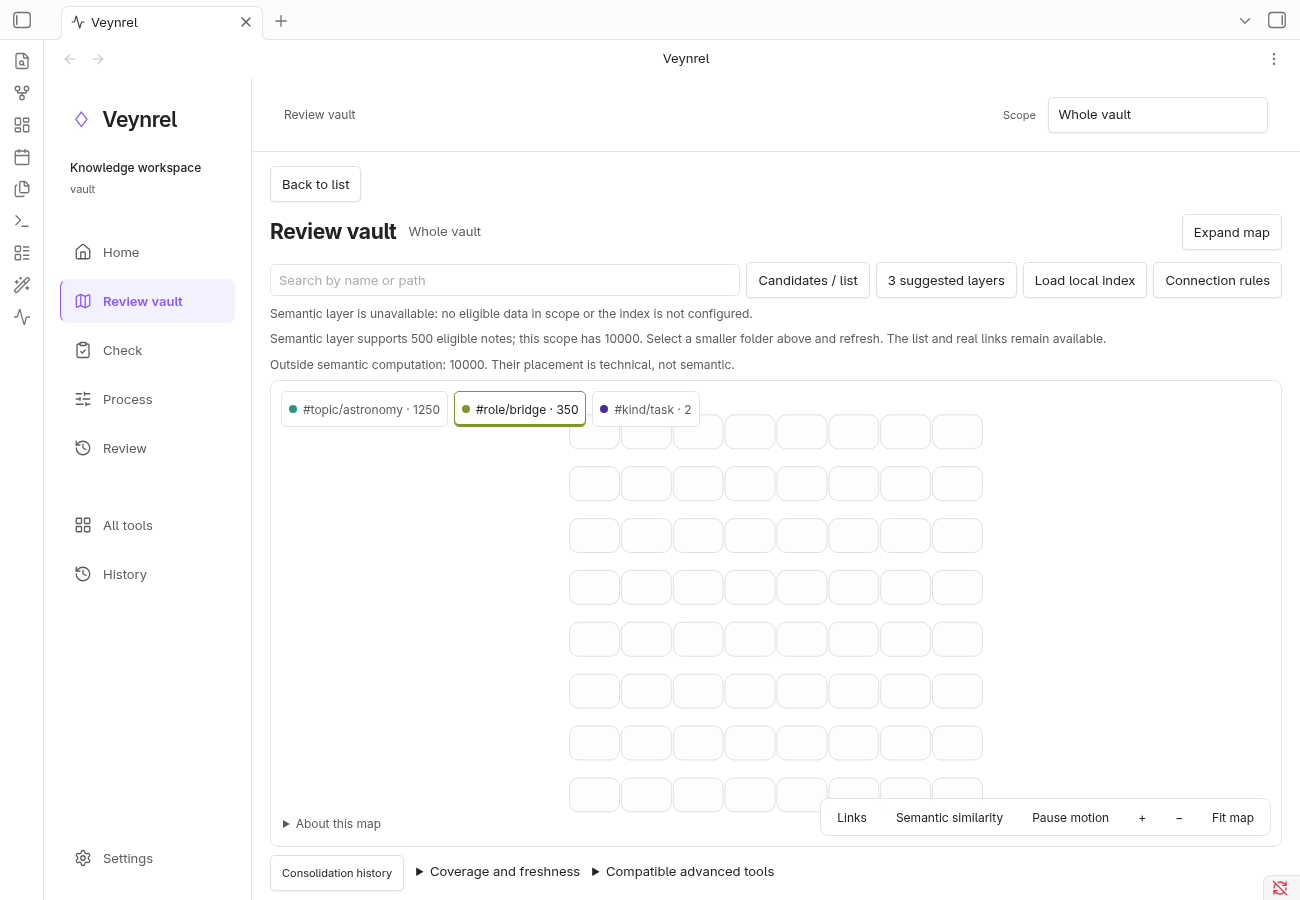 Veynrel
Veynrel
Veynrel
Knowledge workspace
vault
Home
Review vault
Check
Process
Review
All tools
History
Settings
Review vault
Scope
Whole vault
Back to list
Review vault
Whole vault
Expand map
Search by name or path
Candidates / list
3 suggested layers
Load local index
Connection rules
Semantic layer is unavailable: no eligible data in scope or the index is not configured.
Semantic layer supports 500 eligible notes; this scope has 10000. Select a smaller folder above and refresh. The list and real links remain available.
Outside semantic computation: 10000. Their placement is technical, not semantic.
#topic/astronomy · 1250
#role/bridge · 350
#kind/task · 2
About this map
Links
Semantic similarity
Pause motion
+
−
Fit map
Consolidation history
Coverage and freshness
Compatible advanced tools